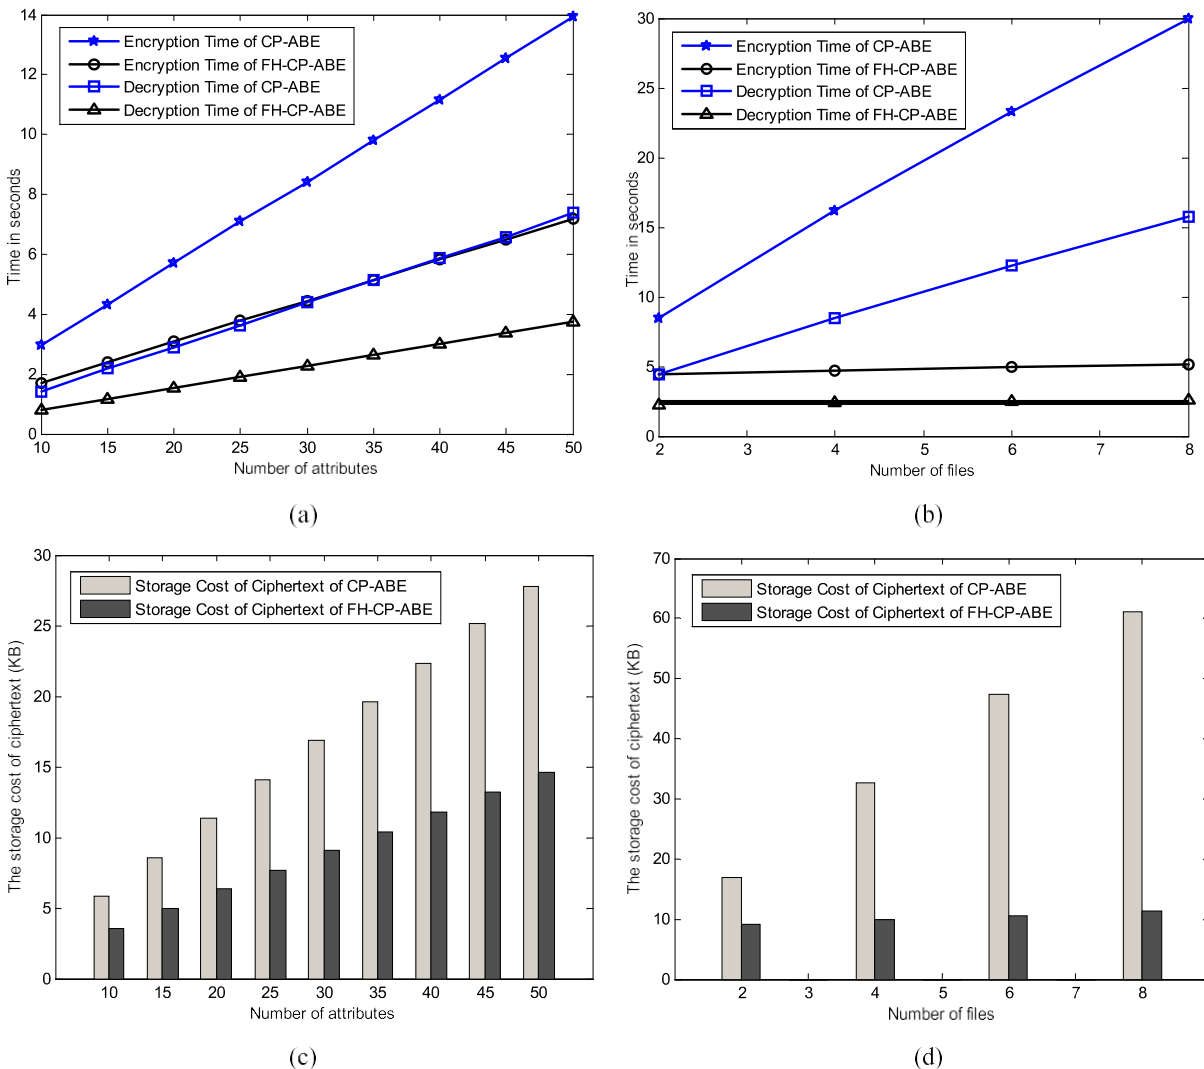 14
12
10
8
6
4
2
0
Time in seconds
Encryption Time of CP-ABE
Encryption Time of FH-CP-ABE
Decryption Time of CP-ABE
Decryption Time of FH-CP-ABE
10 15 20 25 30 35 40 45 50
Number of attributes
(a)
30
25
20
15
10
5
0
Time in seconds
Encryption Time of CP-ABE
Encryption Time of FH-CP-ABE
Decryption Time of CP-ABE
Decryption Time of FH-CP-ABE
2 3 4 5 6 7 8
Number of files
(b)
30
25
20
15
10
5
0
The storage cost of ciphertext (KB)
Storage Cost of Ciphertext of CP-ABE
Storage Cost of Ciphertext of FH-CP-ABE
10 15 20 25 30 35 40 45 50
Number of attributes
(c)
70
60
50
40
30
20
10
0
The storage cost of ciphertext (KB)
Storage Cost of Ciphertext of CP-ABE
Storage Cost of Ciphertext of FH-CP-ABE
2 3 4 5 6 7 8
Number of files
(d)